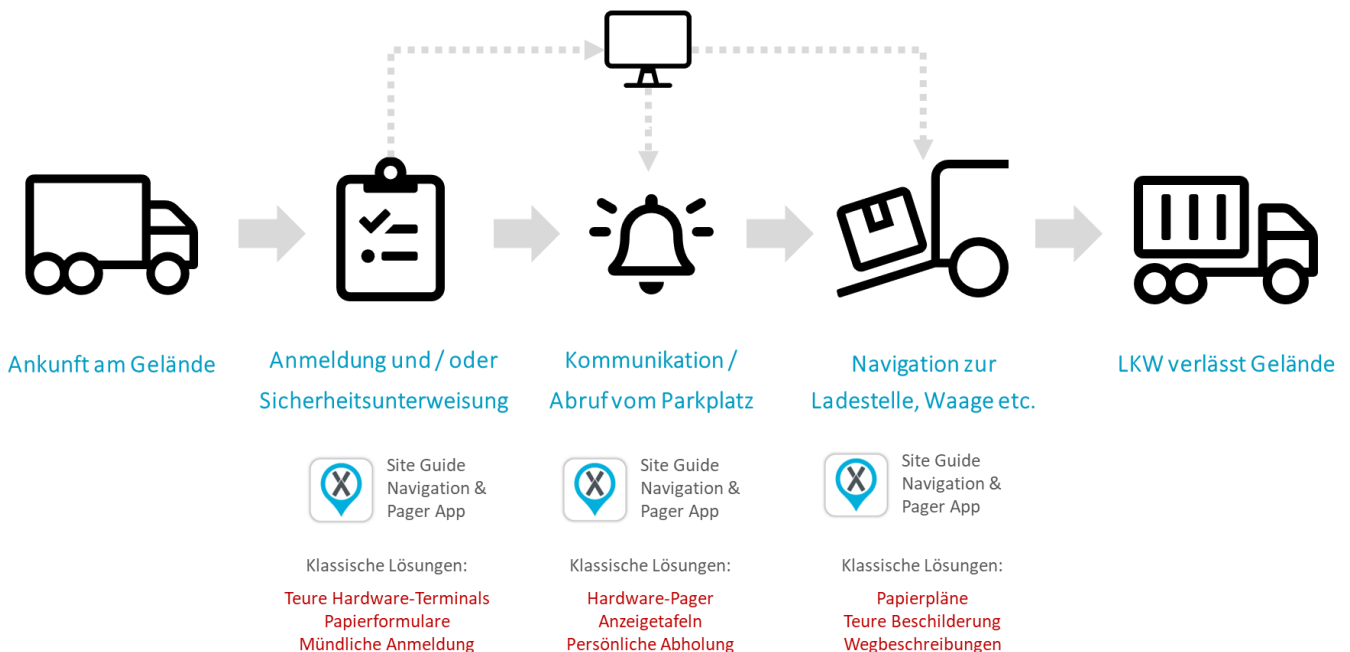 Ankunft am Gelände
Anmeldung und / oder
Sicherheitsunterweisung
Kommunikation /
Abruf vom Parkplatz
Navigation zur
Ladestelle, Waage etc.
LKW verlässt Gelände
Site Guide
Navigation &
Pager App
Site Guide
Navigation &
Pager App
Site Guide
Navigation &
Pager App
Klassische Lösungen:
Teure Hardware-Terminals
Papierformulare
Mündliche Anmeldung
Klassische Lösungen:
Hardware-Pager
Anzeigetafeln
Persönliche Abholung
Klassische Lösungen:
Papierpläne
Teure Beschilderung
Wegbeschreibungen